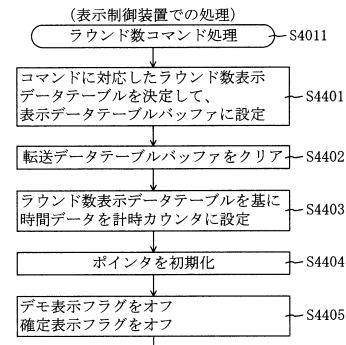 (表示制御装置での処理)
ラウンド数コマンド処理
S4011
コマンドに対応したラウンド数表示
データテーブルを決定して、
表示データテーブルバッファに設定
S4401
転送データテーブルバッファをクリア
S4402
ラウンド数表示データテーブルを基に
時間データを計時カウンタに設定
S4403
ポインタを初期化
S4404
デモ表示フラグをオフ
確定表示フラグをオフ
S4405